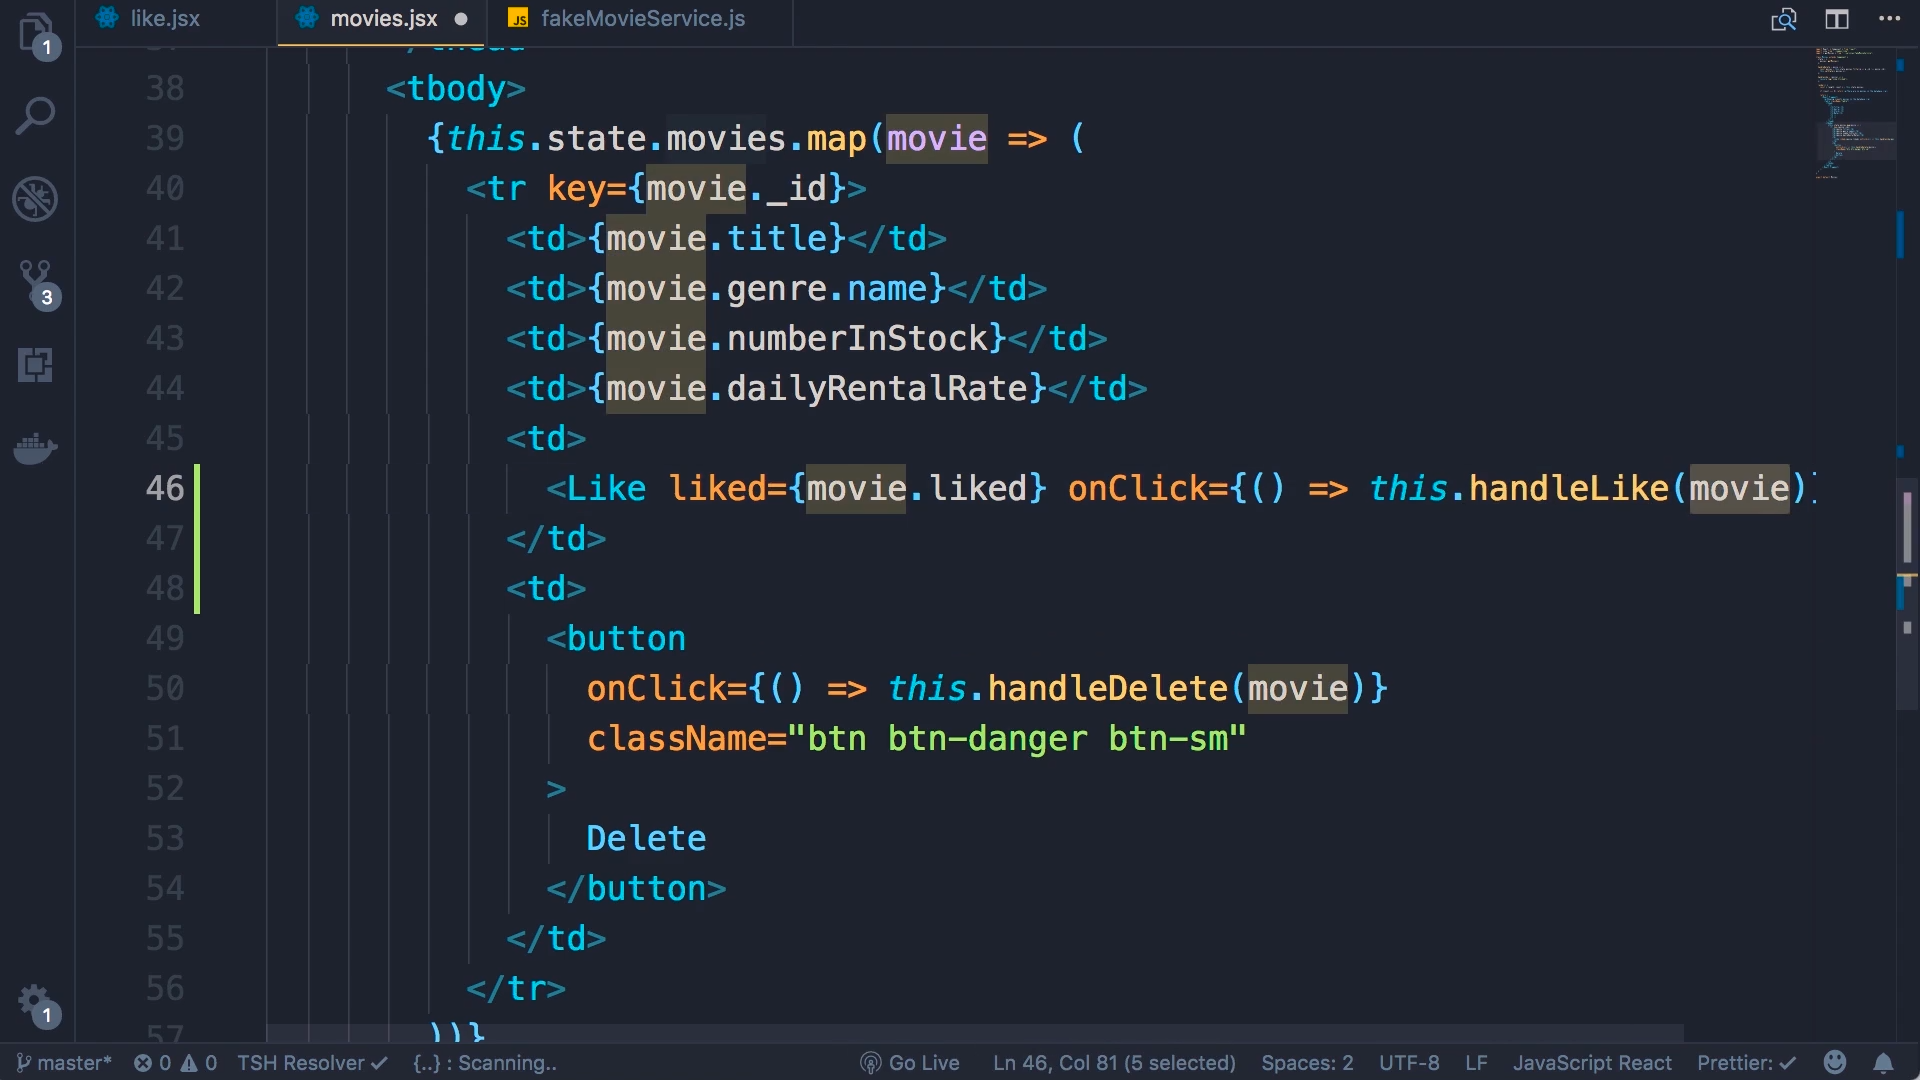 like.jsx
movies.jsx
JS
fakeMovieService.js
38 <tbody>
39 {this.state.movies.map(movie => (
40 <tr key={movie._id}>
41 <td>{movie.title}</td>
42 <td>{movie.genre.name}</td>
43 <td>{movie.numberInStock}</td>
44 <td>{movie.dailyRentalRate}</td>
45 <td>
46 <Like liked={movie.liked} onClick={() => this.handleLike(movie)}
47 </td>
48 <td>
49 <button
50 onClick={() => this.handleDelete(movie)}
51 className="btn btn-danger btn-sm"
52 >
53 Delete
54 </button>
55 </td>
56 </tr>
57 ))}
1
3
1
master* 0 0 TSH Resolver ✓ {..} : Scanning.. Go Live Ln 46, Col 81 (5 selected) Spaces: 2 UTF-8 LF JavaScript React Prettier: ✓